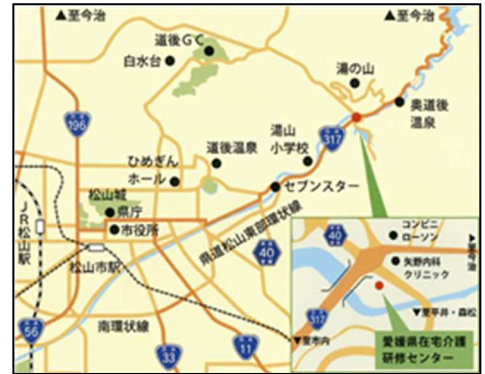 ▲至今治
▲至今治
道後GC
白水台
湯の山
奥道後
温泉
196
317
湯山
小学校
道後温泉
ひめぎん
ホール
セブンスター
松山城
県庁
市役所
県道松山東部環状線
40
JR松山駅
松山市駅
南環状線
56
33
11
コンビニ
ローソン
40
矢野内科
クリニック
▲至今治
317
▼至平井・森松
▼至市内
愛媛県在宅介護
研修センター